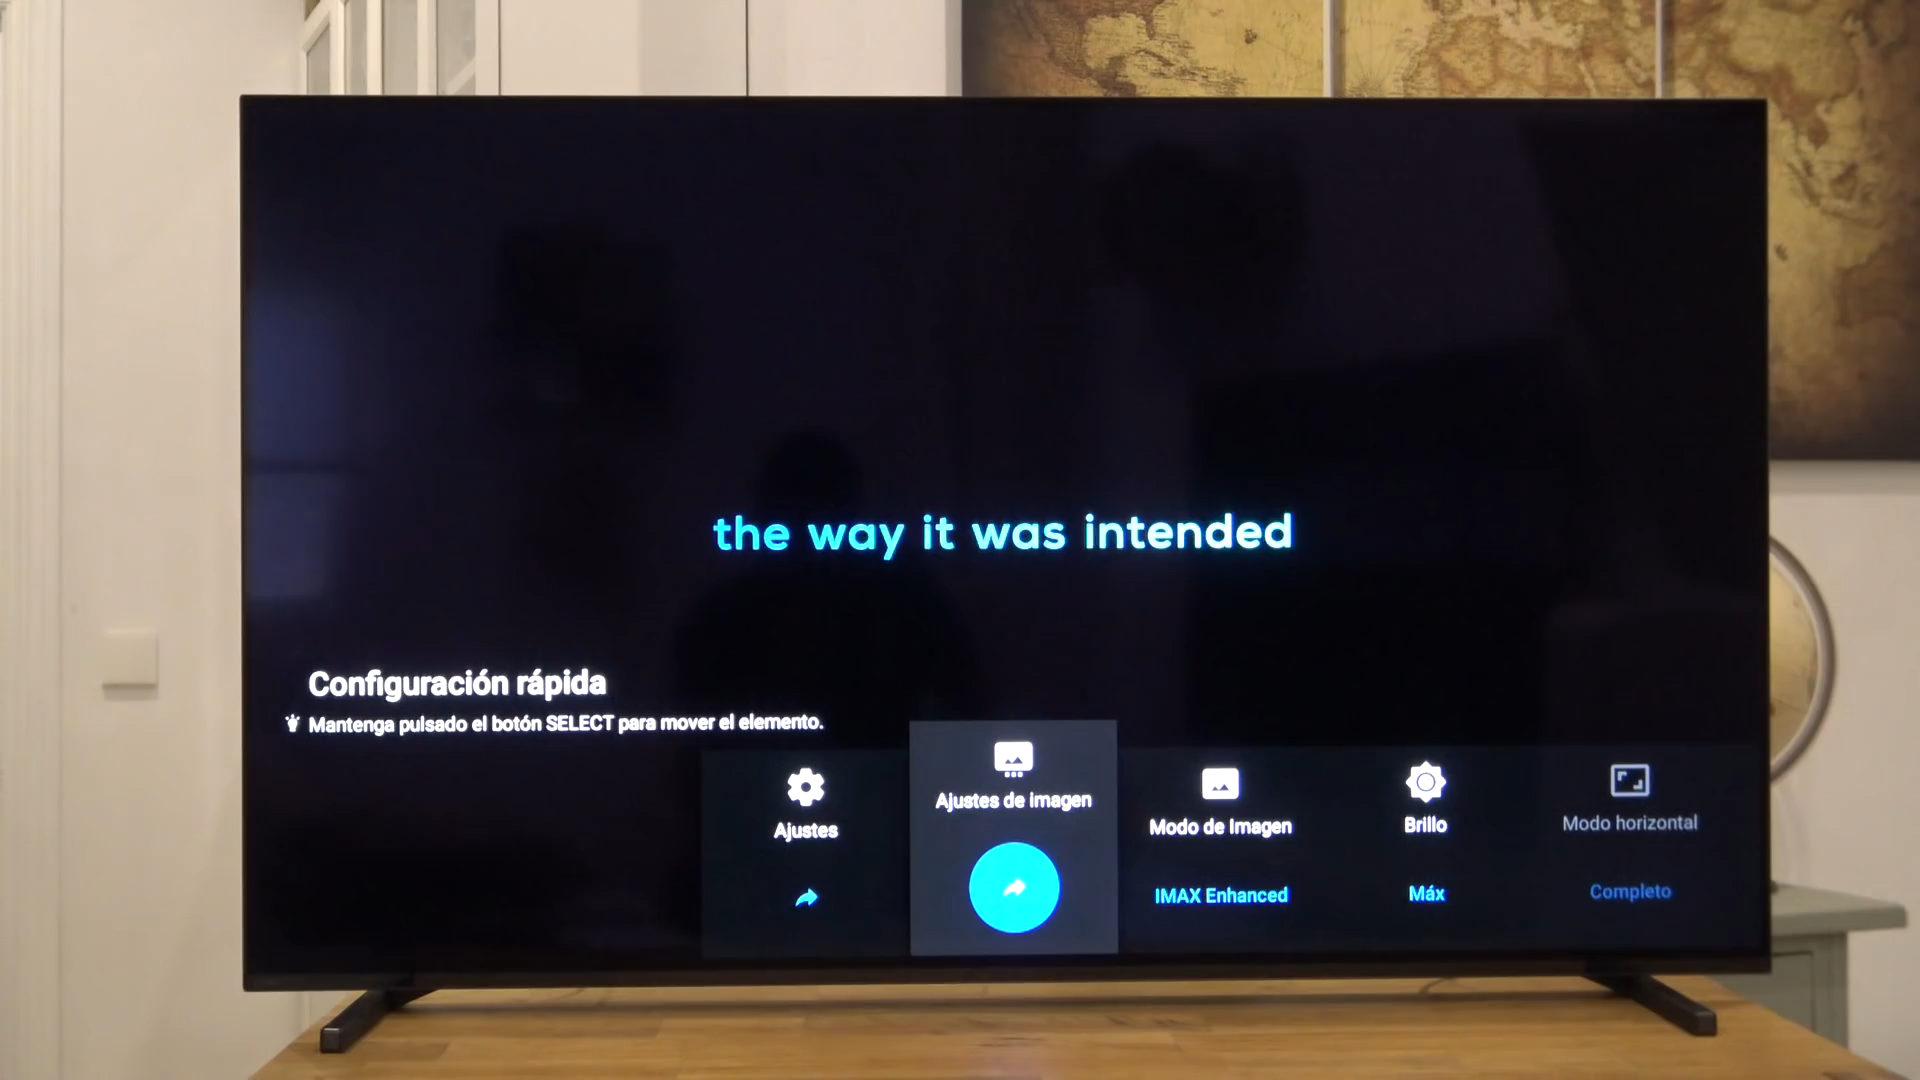 the way it was intended
Configuración rápida
Mantenga pulsado el botón SELECT para mover el elemento.
Ajustes
Ajustes de imagen
Modo de Imagen
IMAX Enhanced
Brillo
Máx
Modo horizontal
Completo